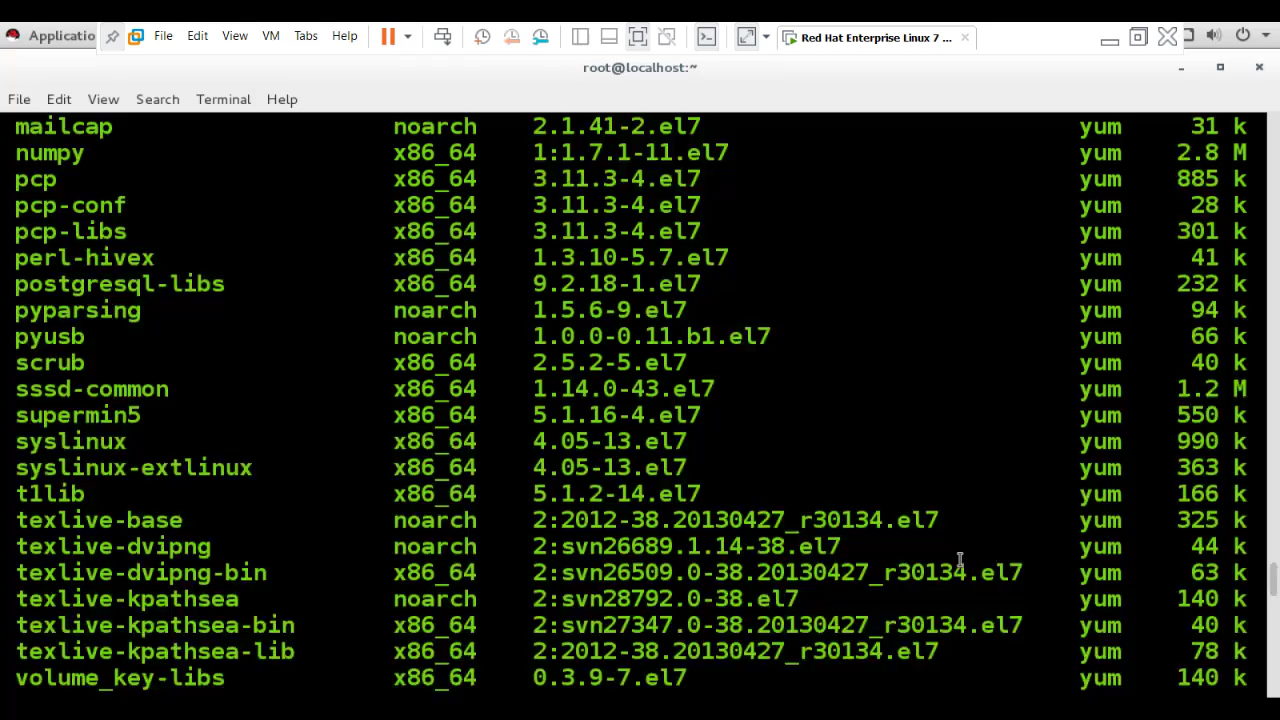 Applicatio File Edit View VM Tabs Help Red Hat Enterprise Linux 7 ...
root@localhost:~
File Edit View Search Terminal Help
mailcap noarch 2.1.41-2.el7 yum 31 k
numpy x86_64 1:1.7.1-11.el7 yum 2.8 M
pcp x86_64 3.11.3-4.el7 yum 885 k
pcp-conf x86_64 3.11.3-4.el7 yum 28 k
pcp-libs x86_64 3.11.3-4.el7 yum 301 k
perl-hivex x86_64 1.3.10-5.7.el7 yum 41 k
postgresql-libs x86_64 9.2.18-1.el7 yum 232 k
pyparsing noarch 1.5.6-9.el7 yum 94 k
pyusb noarch 1.0.0-0.11.b1.el7 yum 66 k
scrub x86_64 2.5.2-5.el7 yum 40 k
sssd-common x86_64 1.14.0-43.el7 yum 1.2 M
supermin5 x86_64 5.1.16-4.el7 yum 550 k
syslinux x86_64 4.05-13.el7 yum 990 k
syslinux-extlinux x86_64 4.05-13.el7 yum 363 k
t1lib x86_64 5.1.2-14.el7 yum 166 k
texlive-base noarch 2:2012-38.20130427_r30134.el7 yum 325 k
texlive-dvipng noarch 2:svn26689.1.14-38.el7 yum 44 k
texlive-dvipng-bin x86_64 2:svn26509.0-38.20130427_r30134.el7 yum 63 k
texlive-kpathsea noarch 2:svn28792.0-38.el7 yum 140 k
texlive-kpathsea-bin x86_64 2:svn27347.0-38.20130427_r30134.el7 yum 40 k
texlive-kpathsea-lib x86_64 2:2012-38.20130427_r30134.el7 yum 78 k
volume_key-libs x86_64 0.3.9-7.el7 yum 140 k